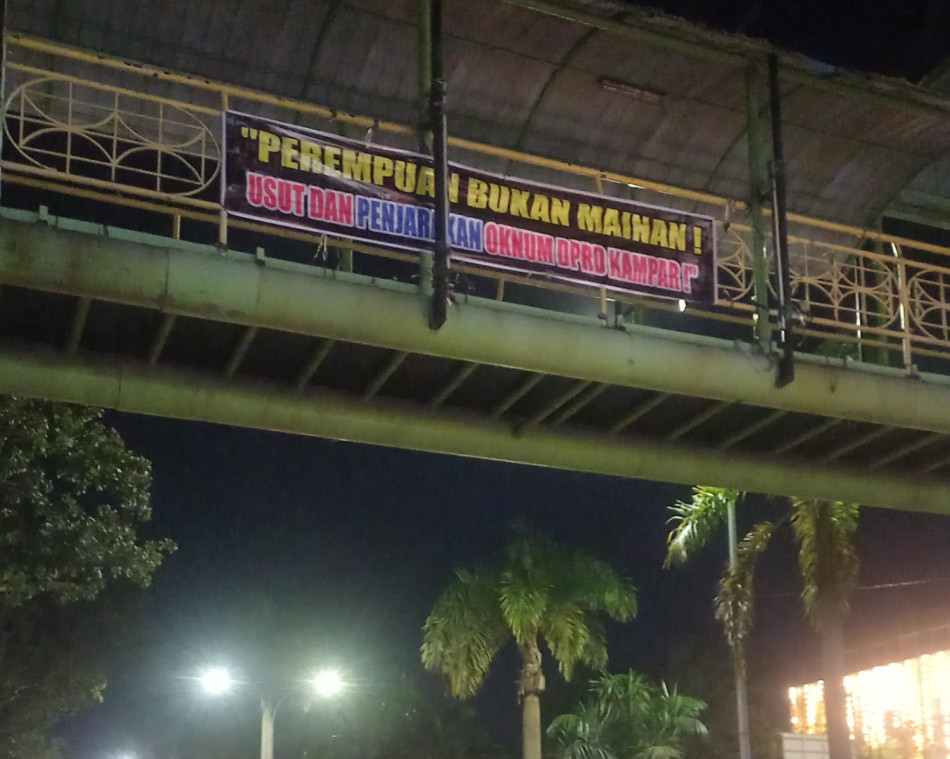 "PEREMPUAN BUKAN MAINAN !
USUT DAN PENJARAKAN OKNUM DPRD KAMPAR !"